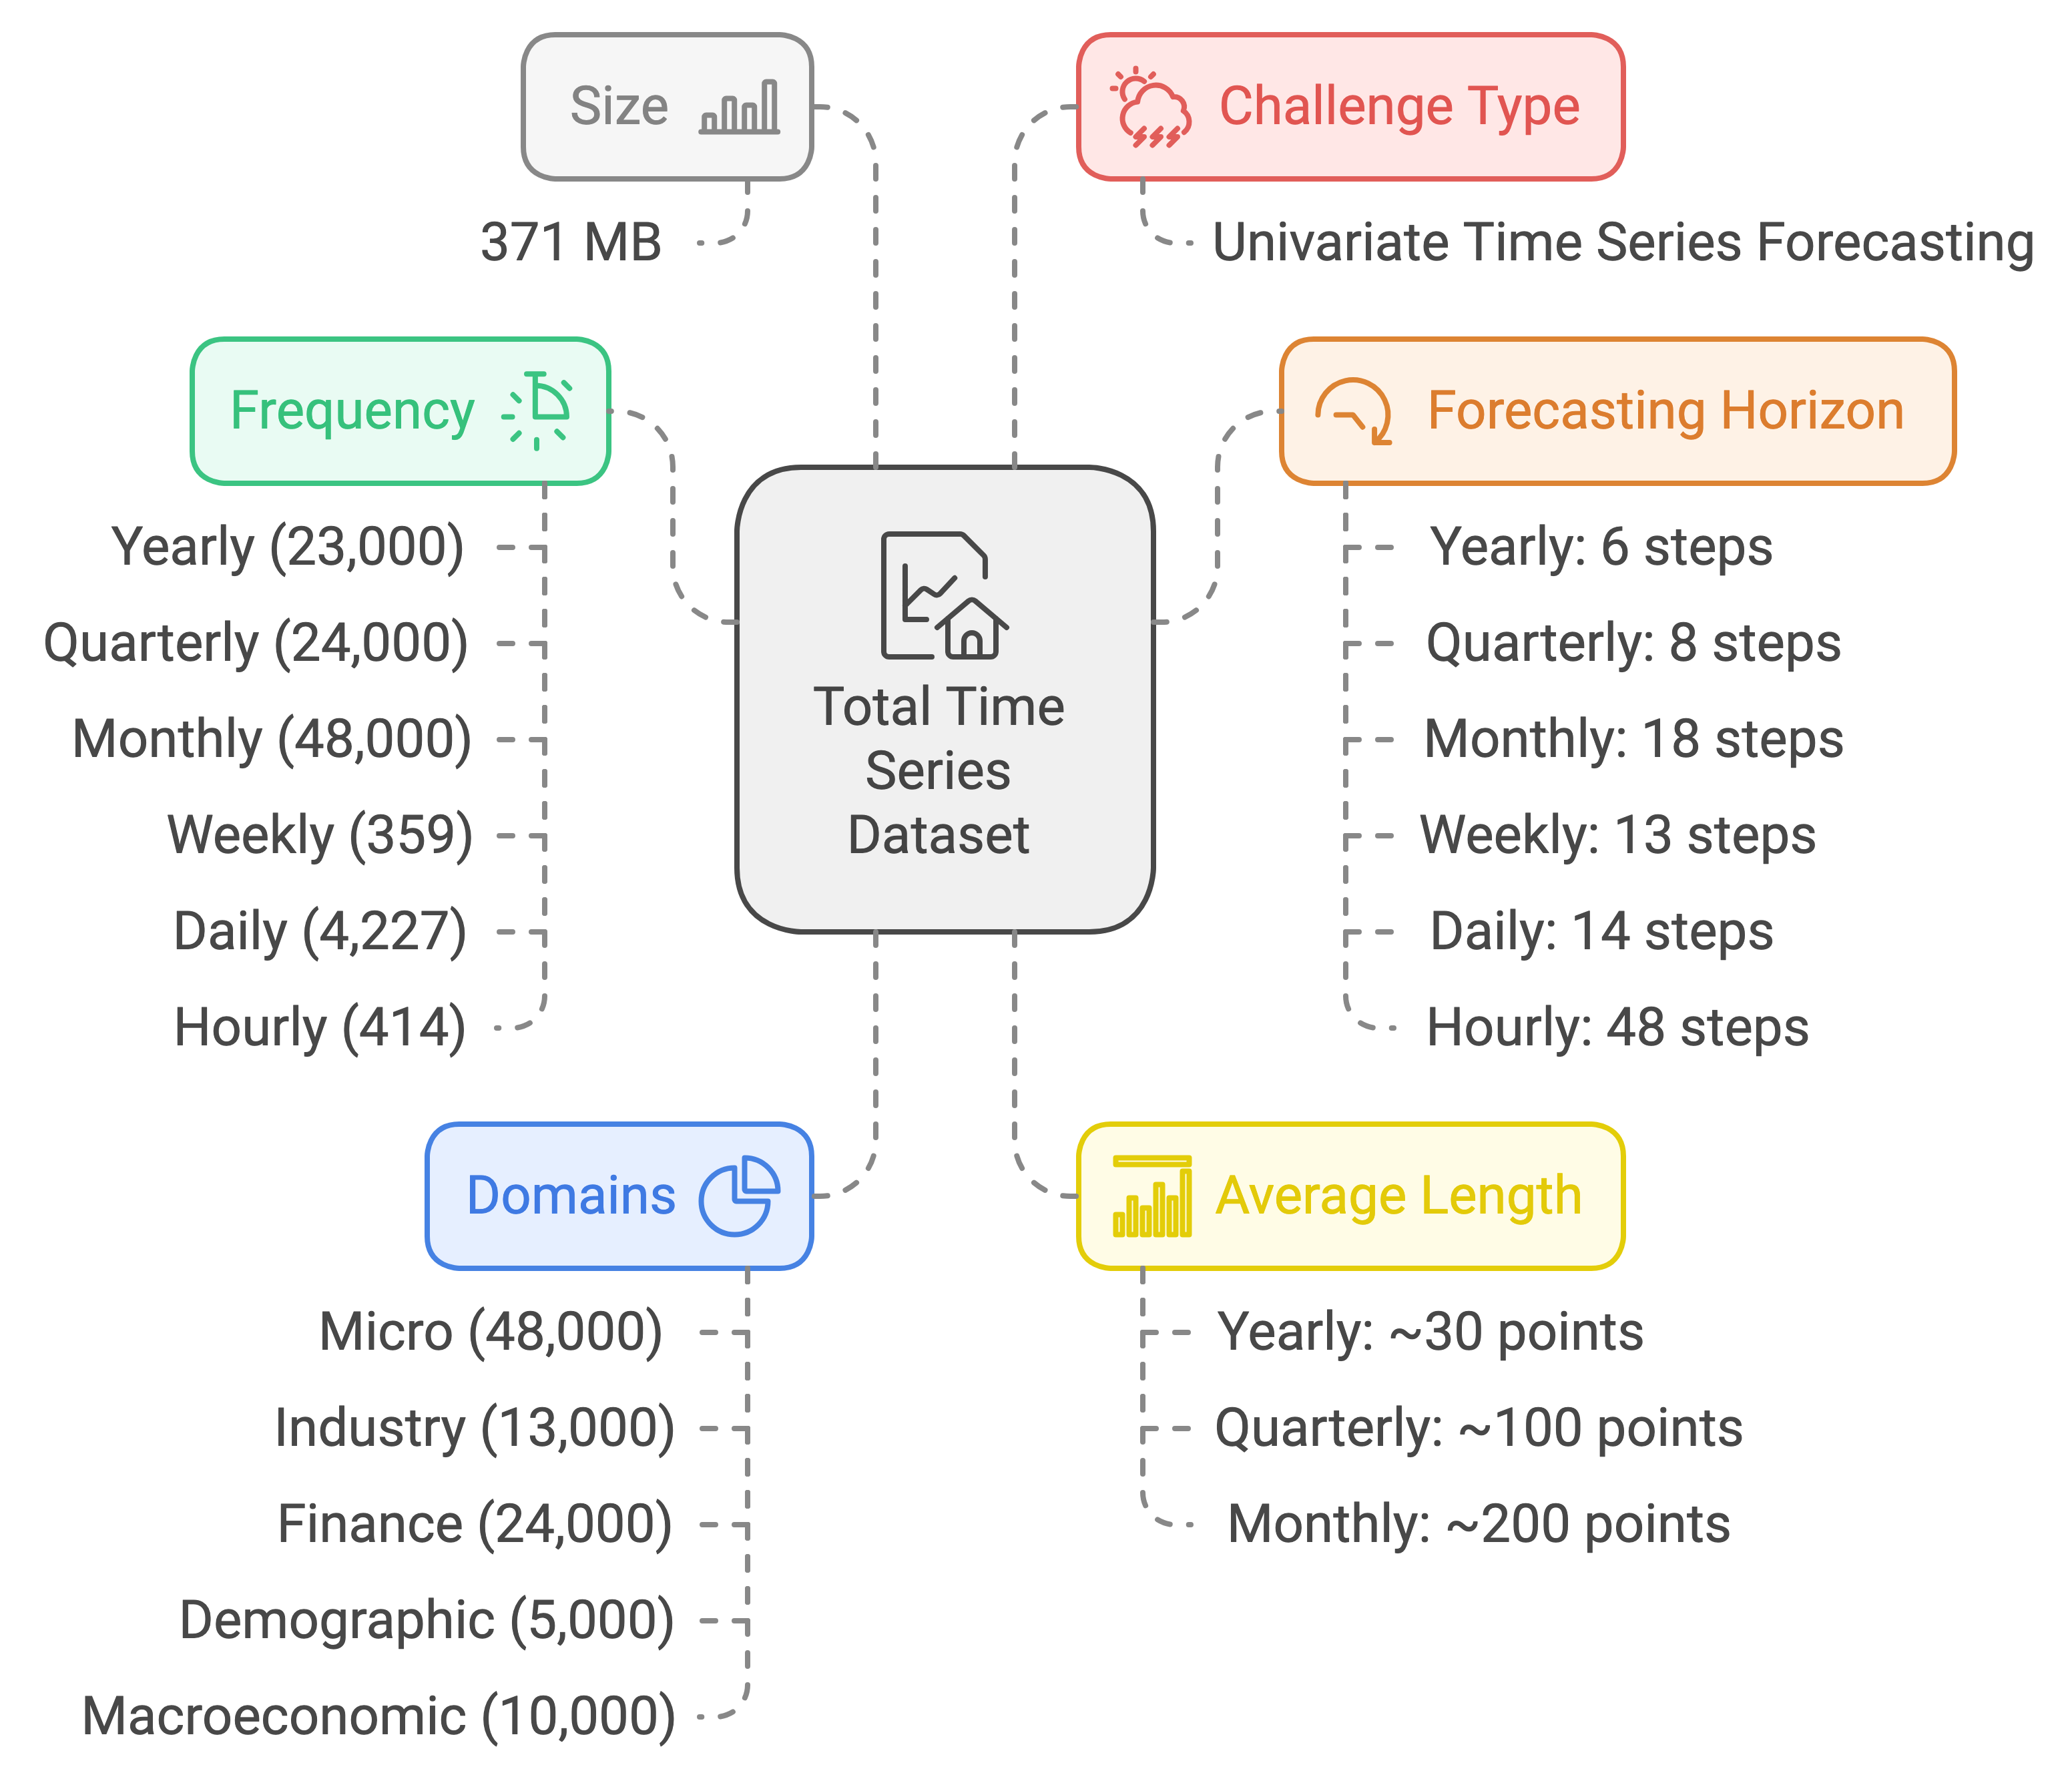 Size
371 MB
Challenge Type
Univariate Time Series Forecasting
Frequency
Yearly (23,000)
Quarterly (24,000)
Monthly (48,000)
Weekly (359)
Daily (4,227)
Hourly (414)
Total Time
Series
Dataset
Forecasting Horizon
Yearly: 6 steps
Quarterly: 8 steps
Monthly: 18 steps
Weekly: 13 steps
Daily: 14 steps
Hourly: 48 steps
Domains
Micro (48,000)
Industry (13,000)
Finance (24,000)
Demographic (5,000)
Macroeconomic (10,000)
Average Length
Yearly: ~30 points
Quarterly: ~100 points
Monthly: ~200 points